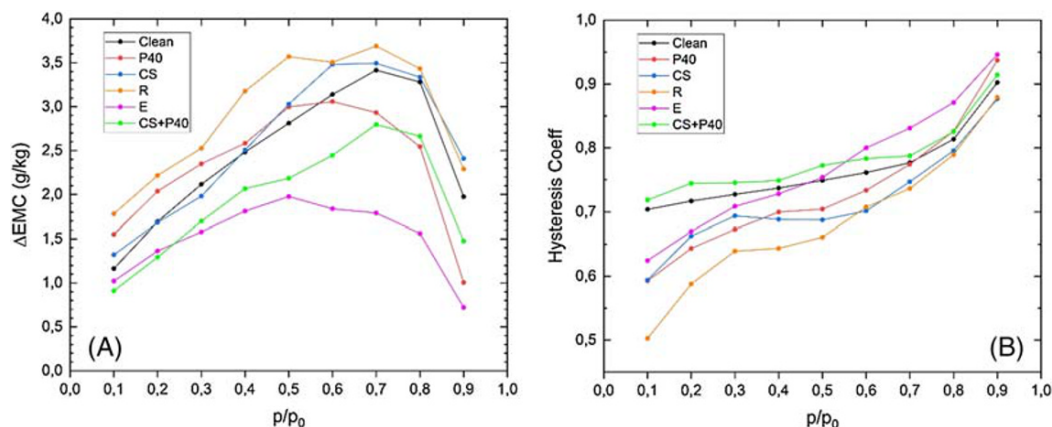 4,0
3,5
3,0
2,5
2,0
1,5
1,0
0,5
0,0
ΔEMC (g/kg)
Clean
P40
CS
R
E
CS+P40
(A)
0,0 0,1 0,2 0,3 0,4 0,5 0,6 0,7 0,8 0,9 1,0
p/p0
1,0
0,9
0,8
0,7
0,6
0,5
Hysteresis Coeff
Clean
P40
CS
R
E
CS+P40
(B)
0,0 0,1 0,2 0,3 0,4 0,5 0,6 0,7 0,8 0,9 1,0
p/p0